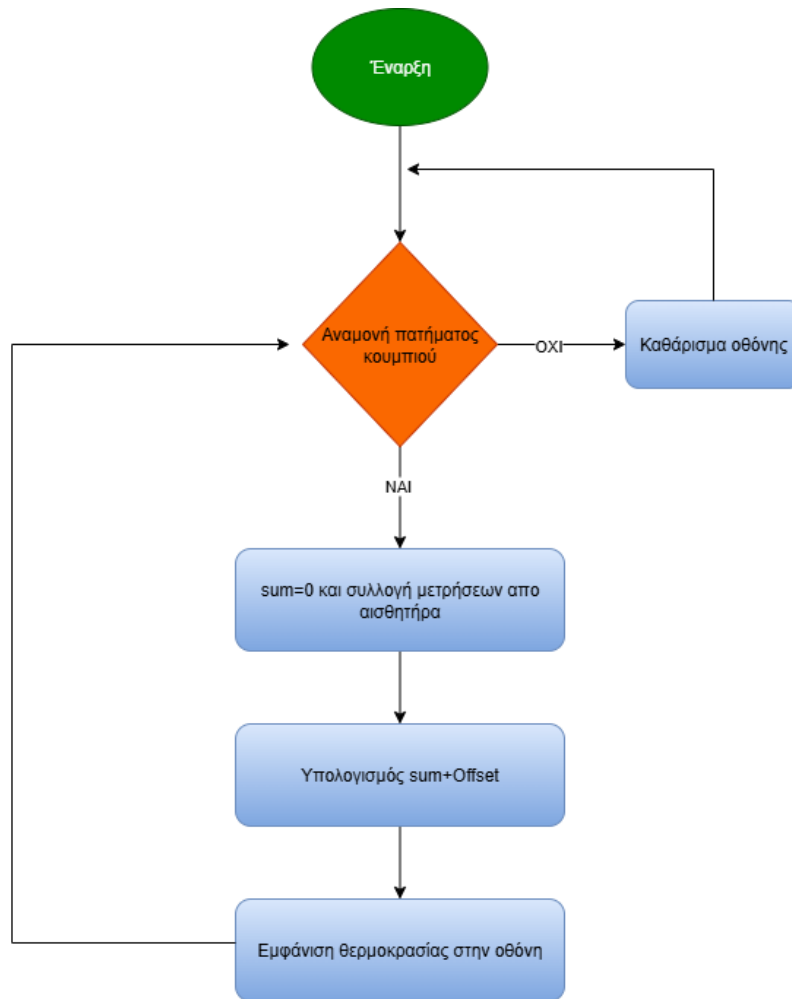 Έναρξη
Αναμονή πατήματος
κουμπιού
ΟΧΙ
Καθάρισμα οθόνης
ΝΑΙ
sum=0 και συλλογή μετρήσεων απο
αισθητήρα
Υπολογισμός sum+Offset
Εμφάνιση θερμοκρασίας στην οθόνη